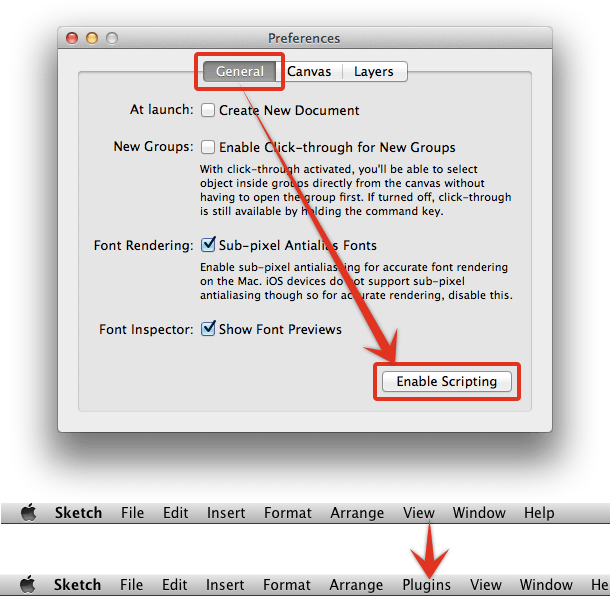 Preferences
General Canvas Layers
At launch: Create New Document
New Groups: Enable Click-through for New Groups
With click-through activated, you'll be able to select
object inside groups directly from the canvas without
having to open the group first. If turned off, click-through
is still available by holding the command key.
Font Rendering: Sub-pixel Antialias Fonts
Enable sub-pixel antialiasing for accurate font rendering
on the Mac. iOS devices do not support sub-pixel
antialiasing though so for accurate rendering, disable this.
Font Inspector: Show Font Previews
Enable Scripting
Sketch File Edit Insert Format Arrange View Window Help
Sketch File Edit Insert Format Arrange Plugins View Window He